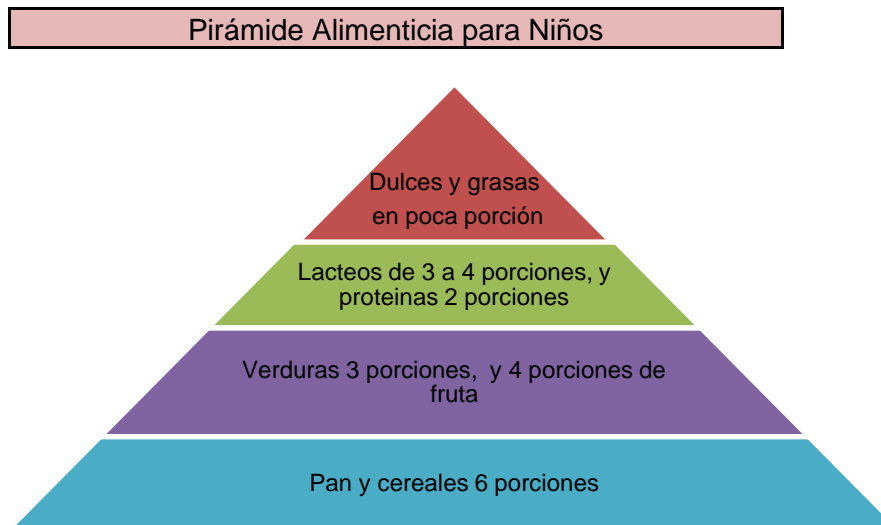 Pirámide Alimenticia para Niños
Dulces y grasas
en poca porción
Lacteos de 3 a 4 porciones, y
proteinas 2 porciones
Verduras 3 porciones,  y 4 porciones de
fruta
Pan y cereales 6 porciones